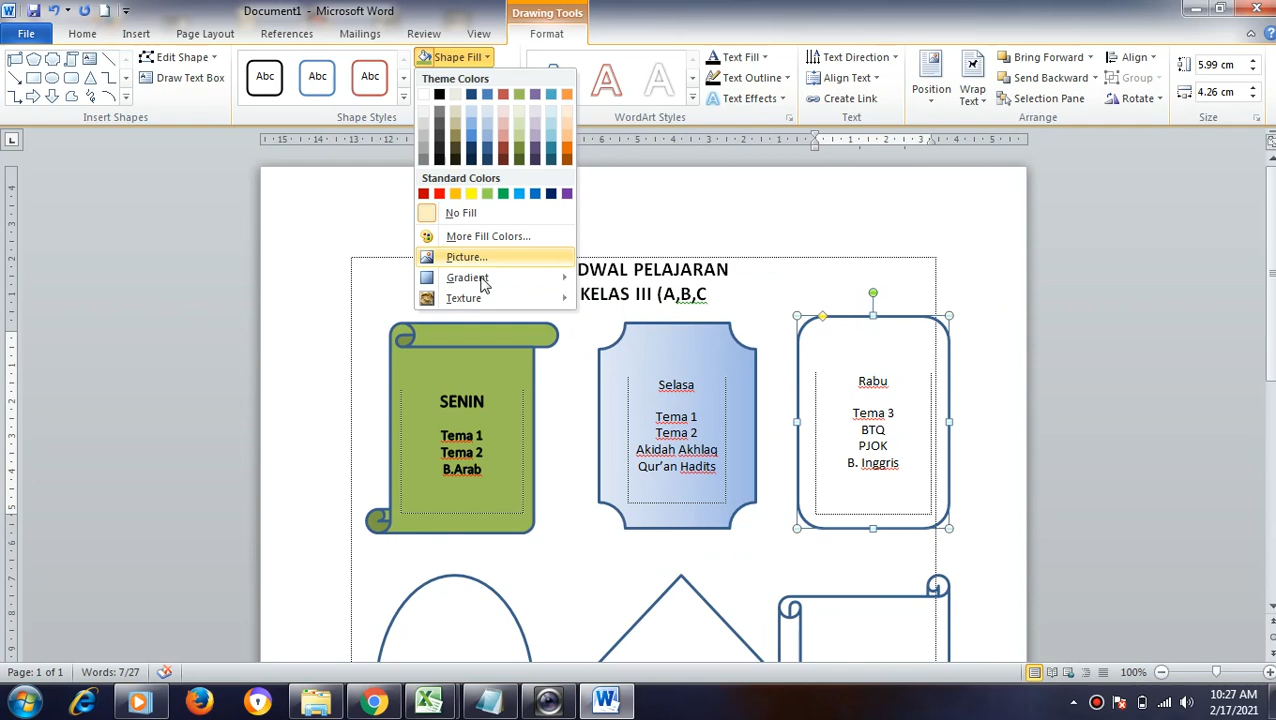 Document1 - Microsoft Word
Drawing Tools
File
Home
Insert
Page Layout
References
Mailings
Review
View
Format
Edit Shape
Draw Text Box
Insert Shapes
Abc
Abc
Abc
Shape Styles
Shape Fill
Theme Colors
Standard Colors
No Fill
More Fill Colors...
Picture...
Gradient
Texture
WordArt Styles
Text Fill
Text Outline
Text Effects
Text Direction
Align Text
Create Link
Text
Position
Wrap
Text
Bring Forward
Send Backward
Selection Pane
Align
Group
Rotate
Arrange
5.99 cm
4.26 cm
Size
DWAL PELAJARAN
KELAS III (A,B,C
SENIN
Tema 1
Tema 2
B.Arab
Selasa
Tema 1
Tema 2
Akidah Akhlaq
Qur'an Hadits
Rabu
Tema 3
BTQ
PJOK
B. Inggris
Page: 1 of 1
Words: 7/27
100%
10:27 AM
2/17/2021